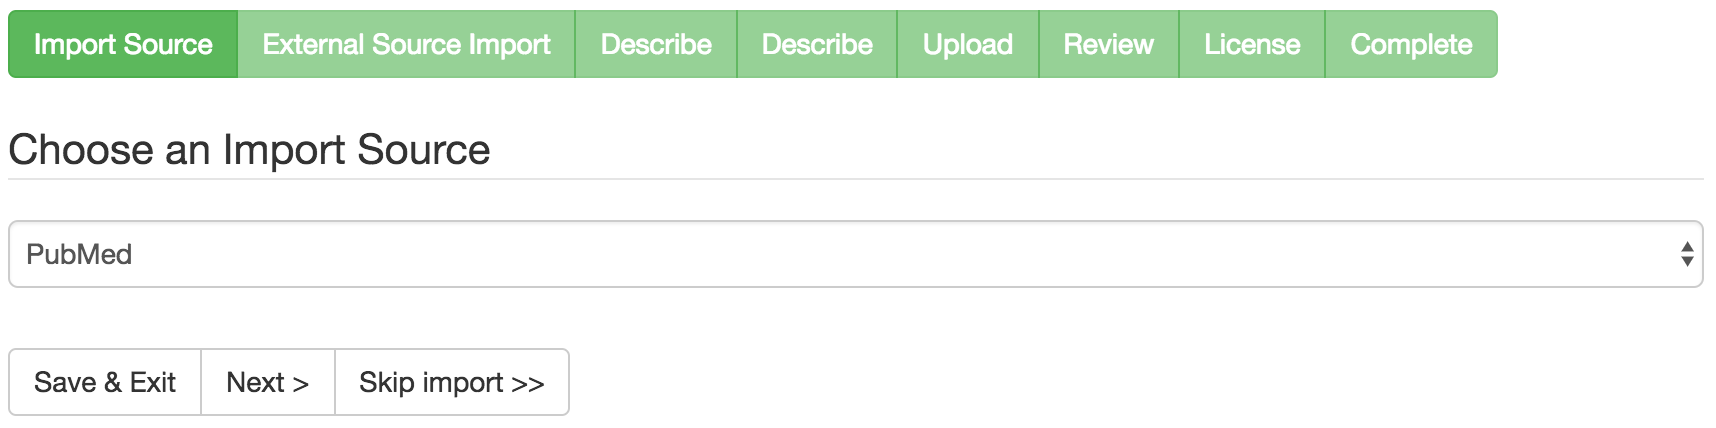 Import Source External Source Import Describe Describe Upload Review License Complete
Choose an Import Source
PubMed
Save & Exit Next > Skip import >>